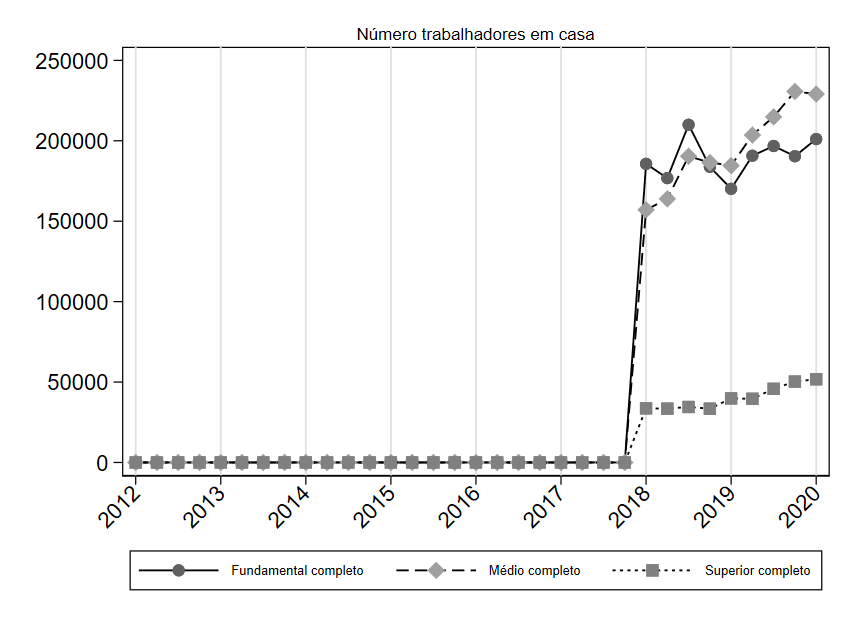 Número trabalhadores em casa
250000
200000
150000
100000
50000
0
2012 2013 2014 2015 2016 2017 2018 2019 2020
Fundamental completo Médio completo Superior completo